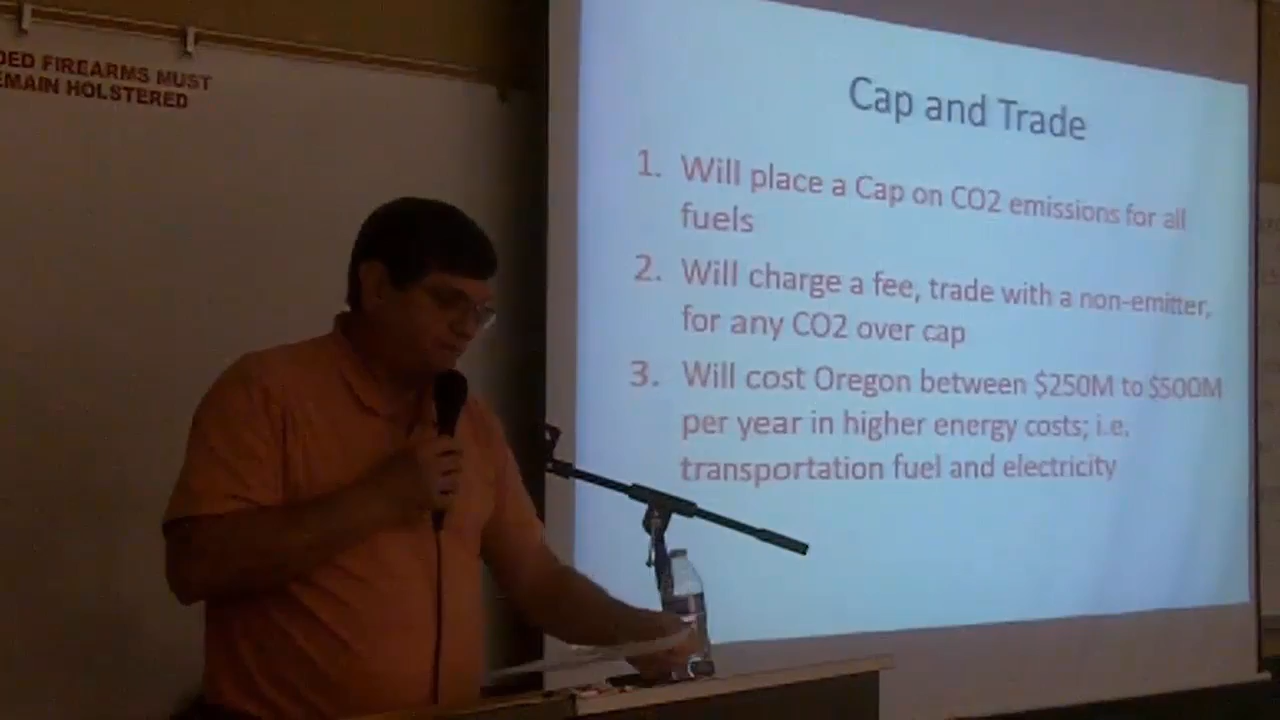 DED FIREARMS MUST
EMAIN HOLSTERED
Cap and Trade
1. Will place a Cap on CO2 emissions for all
fuels
2. Will charge a fee, trade with a non-emitter,
for any CO2 over cap
3. Will cost Oregon between $250M to $500M
per year in higher energy costs; i.e.
transportation fuel and electricity